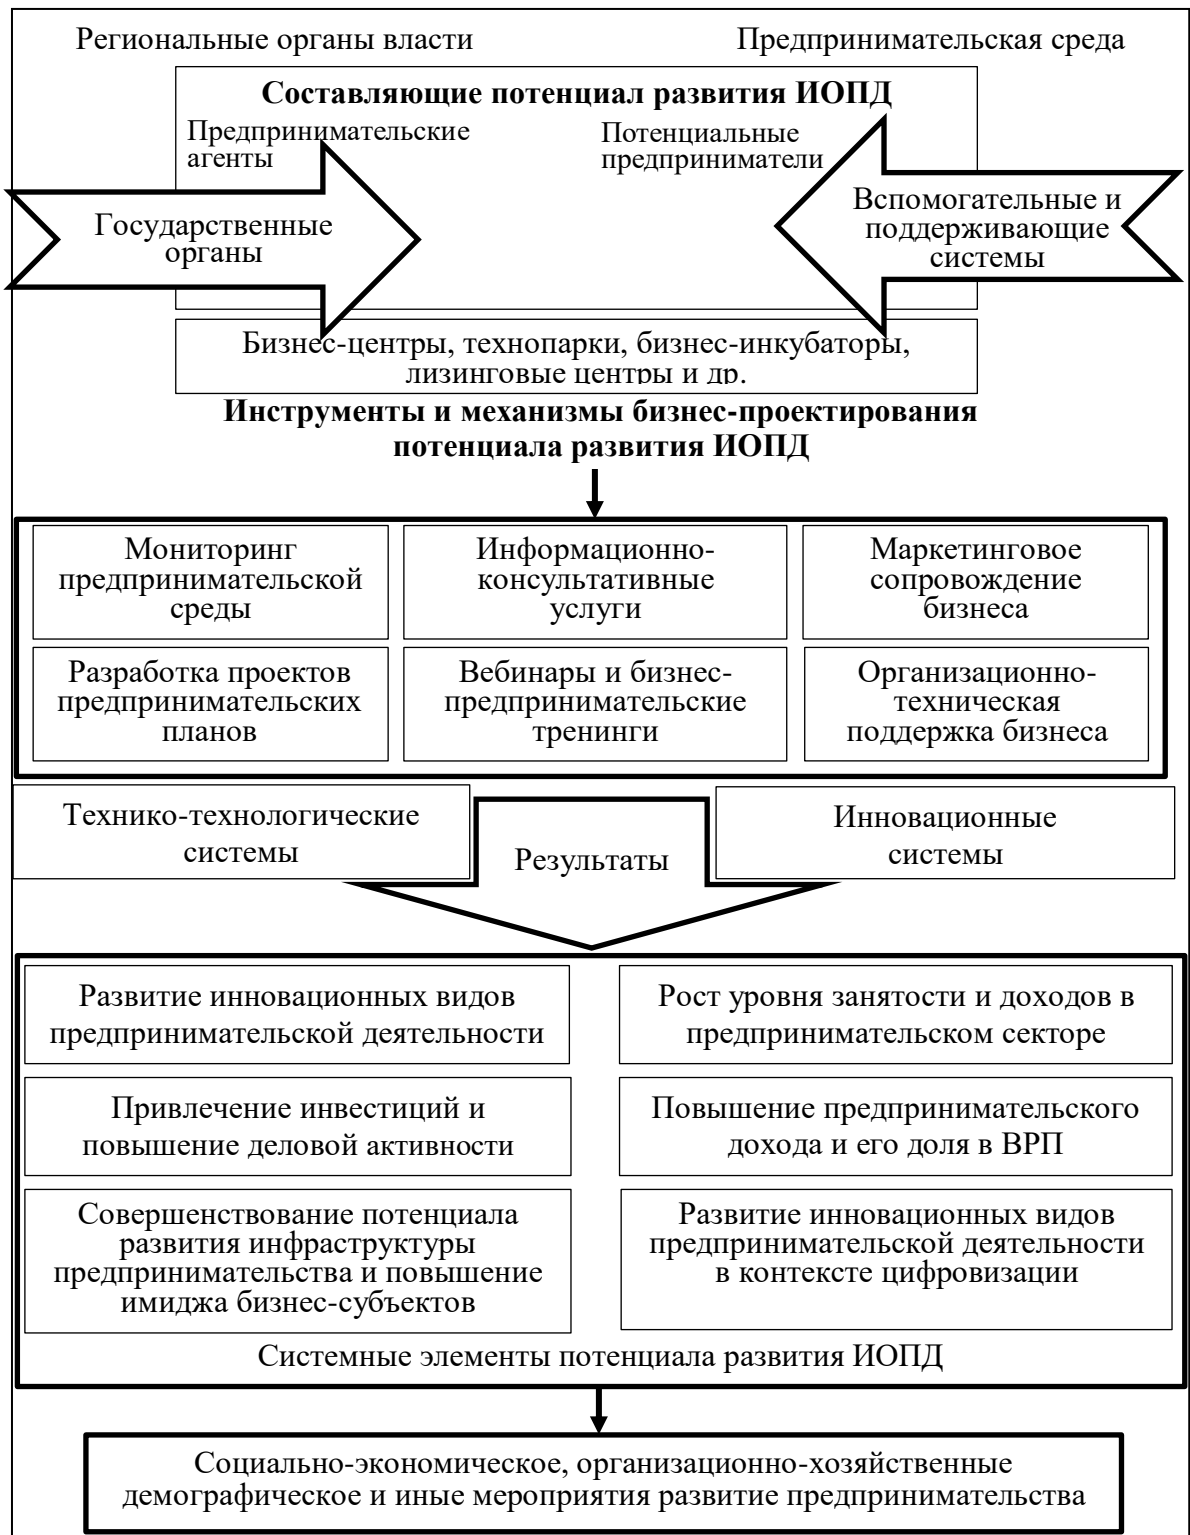 Региональные органы власти
Предпринимательская среда
Составляющие потенциал развития ИОПД
Предпринимательские
агенты
Потенциальные
предприниматели
Государственные
органы
Вспомогательные и
поддерживающие
системы
Бизнес-центры, технопарки, бизнес-инкубаторы,
лизинговые центры и др.
Инструменты и механизмы бизнес-проектирования
потенциала развития ИОПД
Мониторинг
предпринимательской
среды
Информационно-
консультативные
услуги
Маркетинговое
сопровождение
бизнеса
Разработка проектов
предпринимательских
планов
Вебинары и бизнес-
предпринимательские
тренинги
Организационно-
техническая
поддержка бизнеса
Технико-технологические
системы
Результаты
Инновационные
системы
Развитие инновационных видов
предпринимательской деятельности
Рост уровня занятости и доходов в
предпринимательском секторе
Привлечение инвестиций и
повышение деловой активности
Повышение предпринимательского
дохода и его доля в ВРП
Совершенствование потенциала
развития инфраструктуры
предпринимательства и повышение
имиджа бизнес-субъектов
Развитие инновационных видов
предпринимательской деятельности
в контексте цифровизации
Системные элементы потенциала развития ИОПД
Социально-экономическое, организационно-хозяйственные
демографическое и иные мероприятия развитие предпринимательства